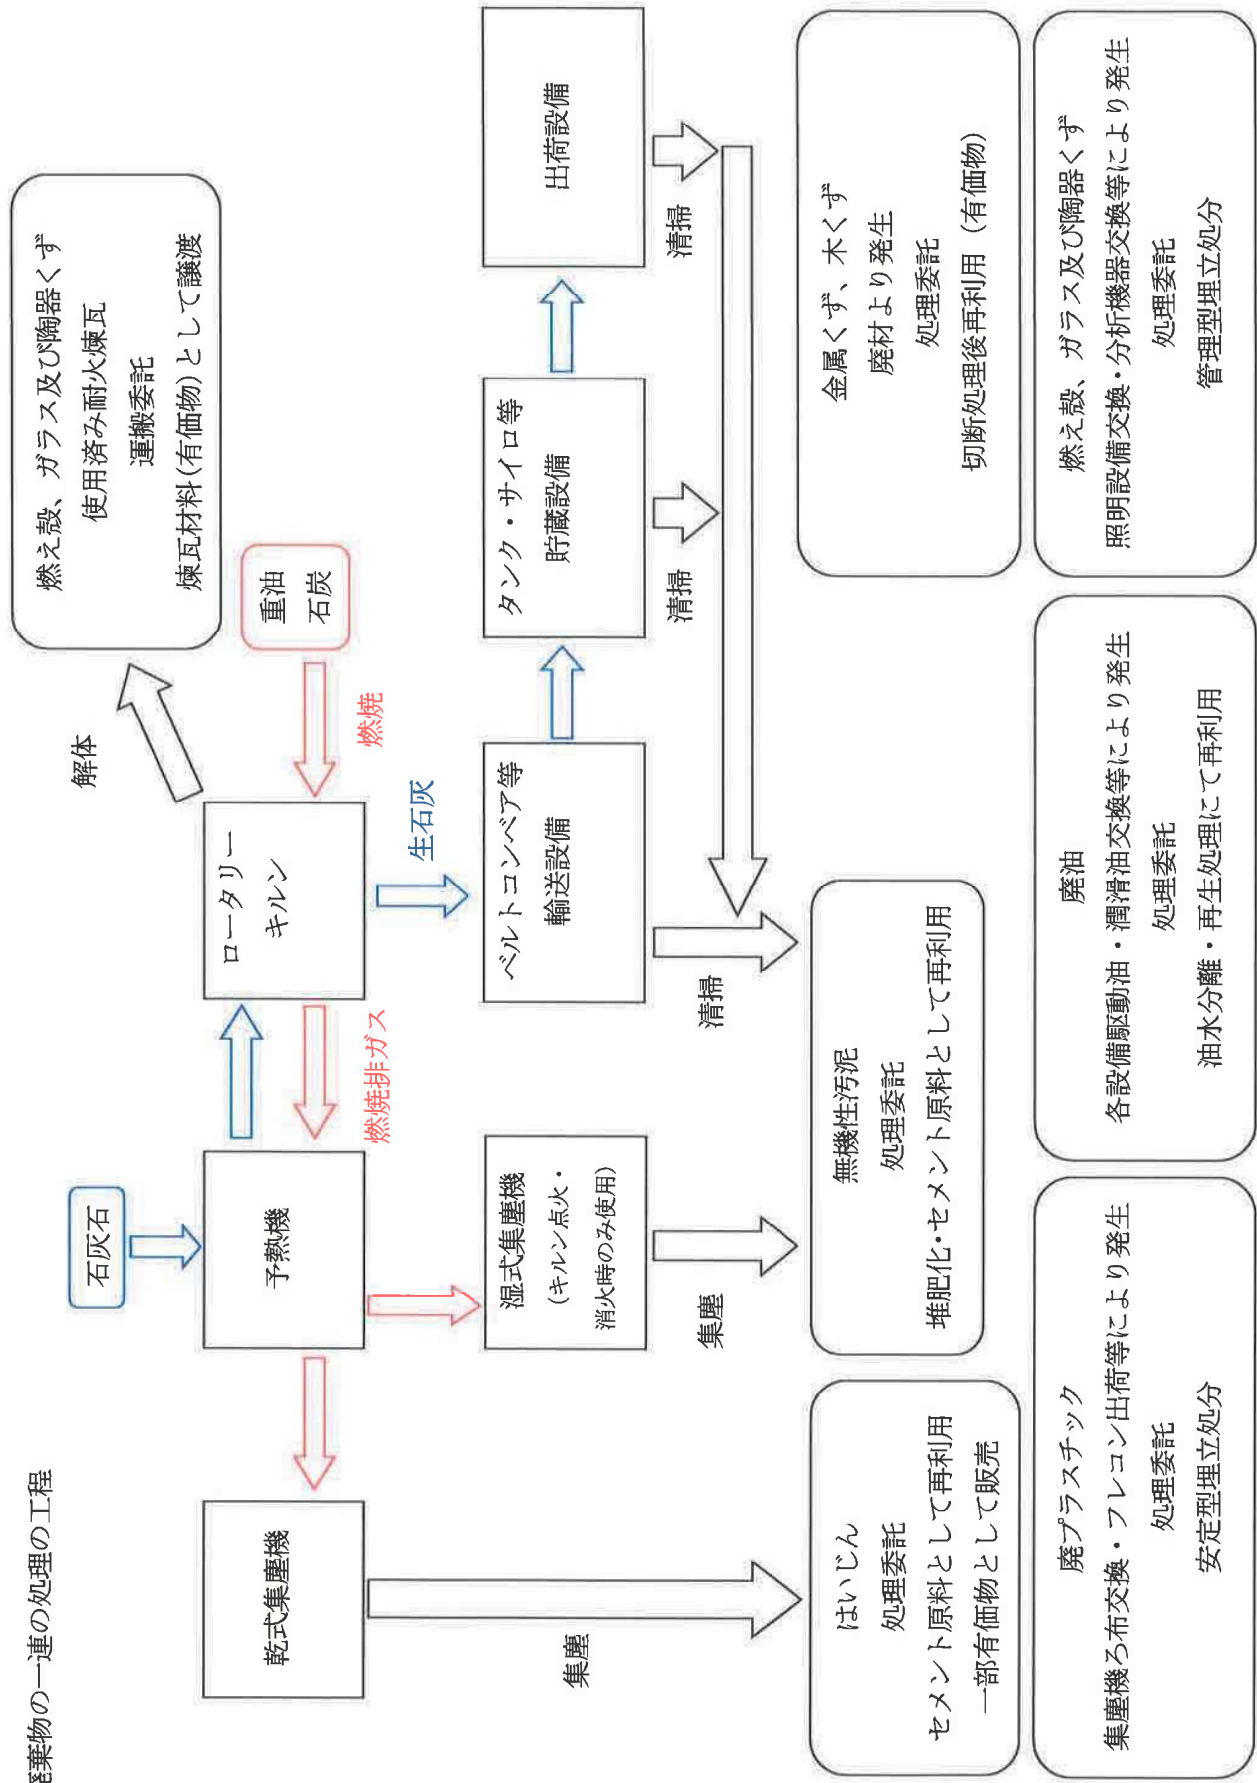 廃棄物の一連の処理の工程
石灰石
解体
燃え殻、ガラス及び陶器くず
使用済み耐火煉瓦
運搬委託
煉瓦材料(有価物)として譲渡
乾式集塵機
予熱機
ロータリー
キルン
重油
石炭
燃焼排ガス
燃焼
生石灰
湿式集塵機
(キルン点火・
消火時のみ使用)
ベルトコンベア等
輸送設備
タンク・サイロ等
貯蔵設備
出荷設備
集塵
集塵
清掃
清掃
清掃
はいじん
処理委託
セメント原料として再利用
一部有価物として販売
無機性汚泥
処理委託
堆肥化・セメント原料として再利用
金属くず、木くず
廃材より発生
処理委託
切断処理後再利用（有価物）
廃プラスチック
集塵機ろ布交換・フレコン出荷等により発生
処理委託
安定型埋立処分
廃油
各設備駆動油・潤滑油交換等により発生
処理委託
油水分離・再生処理にて再利用
燃え殻、ガラス及び陶器くず
照明設備交換・分析機器交換等により発生
処理委託
管理型埋立処分